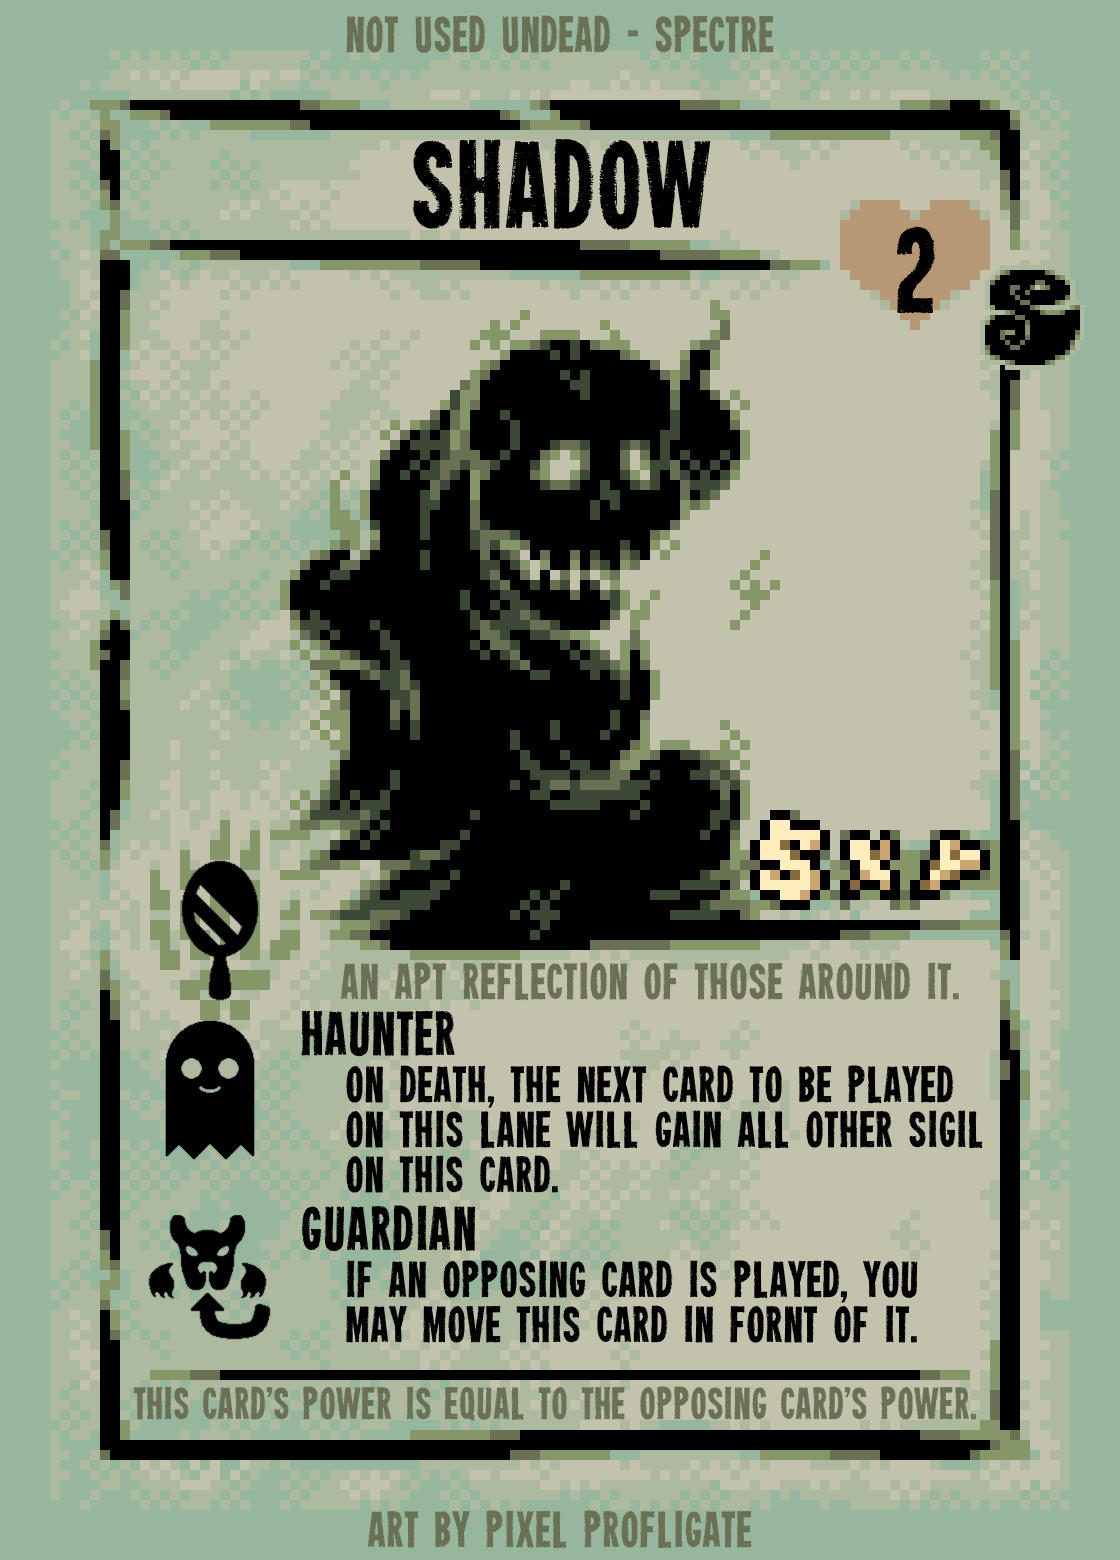 NOT USED UNDEAD - SPECTRE
SHADOW
2
SXP
AN APT REFLECTION OF THOSE AROUND IT.
HAUNTER
ON DEATH, THE NEXT CARD TO BE PLAYED
ON THIS LANE WILL GAIN ALL OTHER SIGIL
ON THIS CARD.
GUARDIAN
IF AN OPPOSING CARD IS PLAYED, YOU
MAY MOVE THIS CARD IN FORNT OF IT.
THIS CARD'S POWER IS EQUAL TO THE OPPOSING CARD'S POWER.
ART BY PIXEL PROFLIGATE